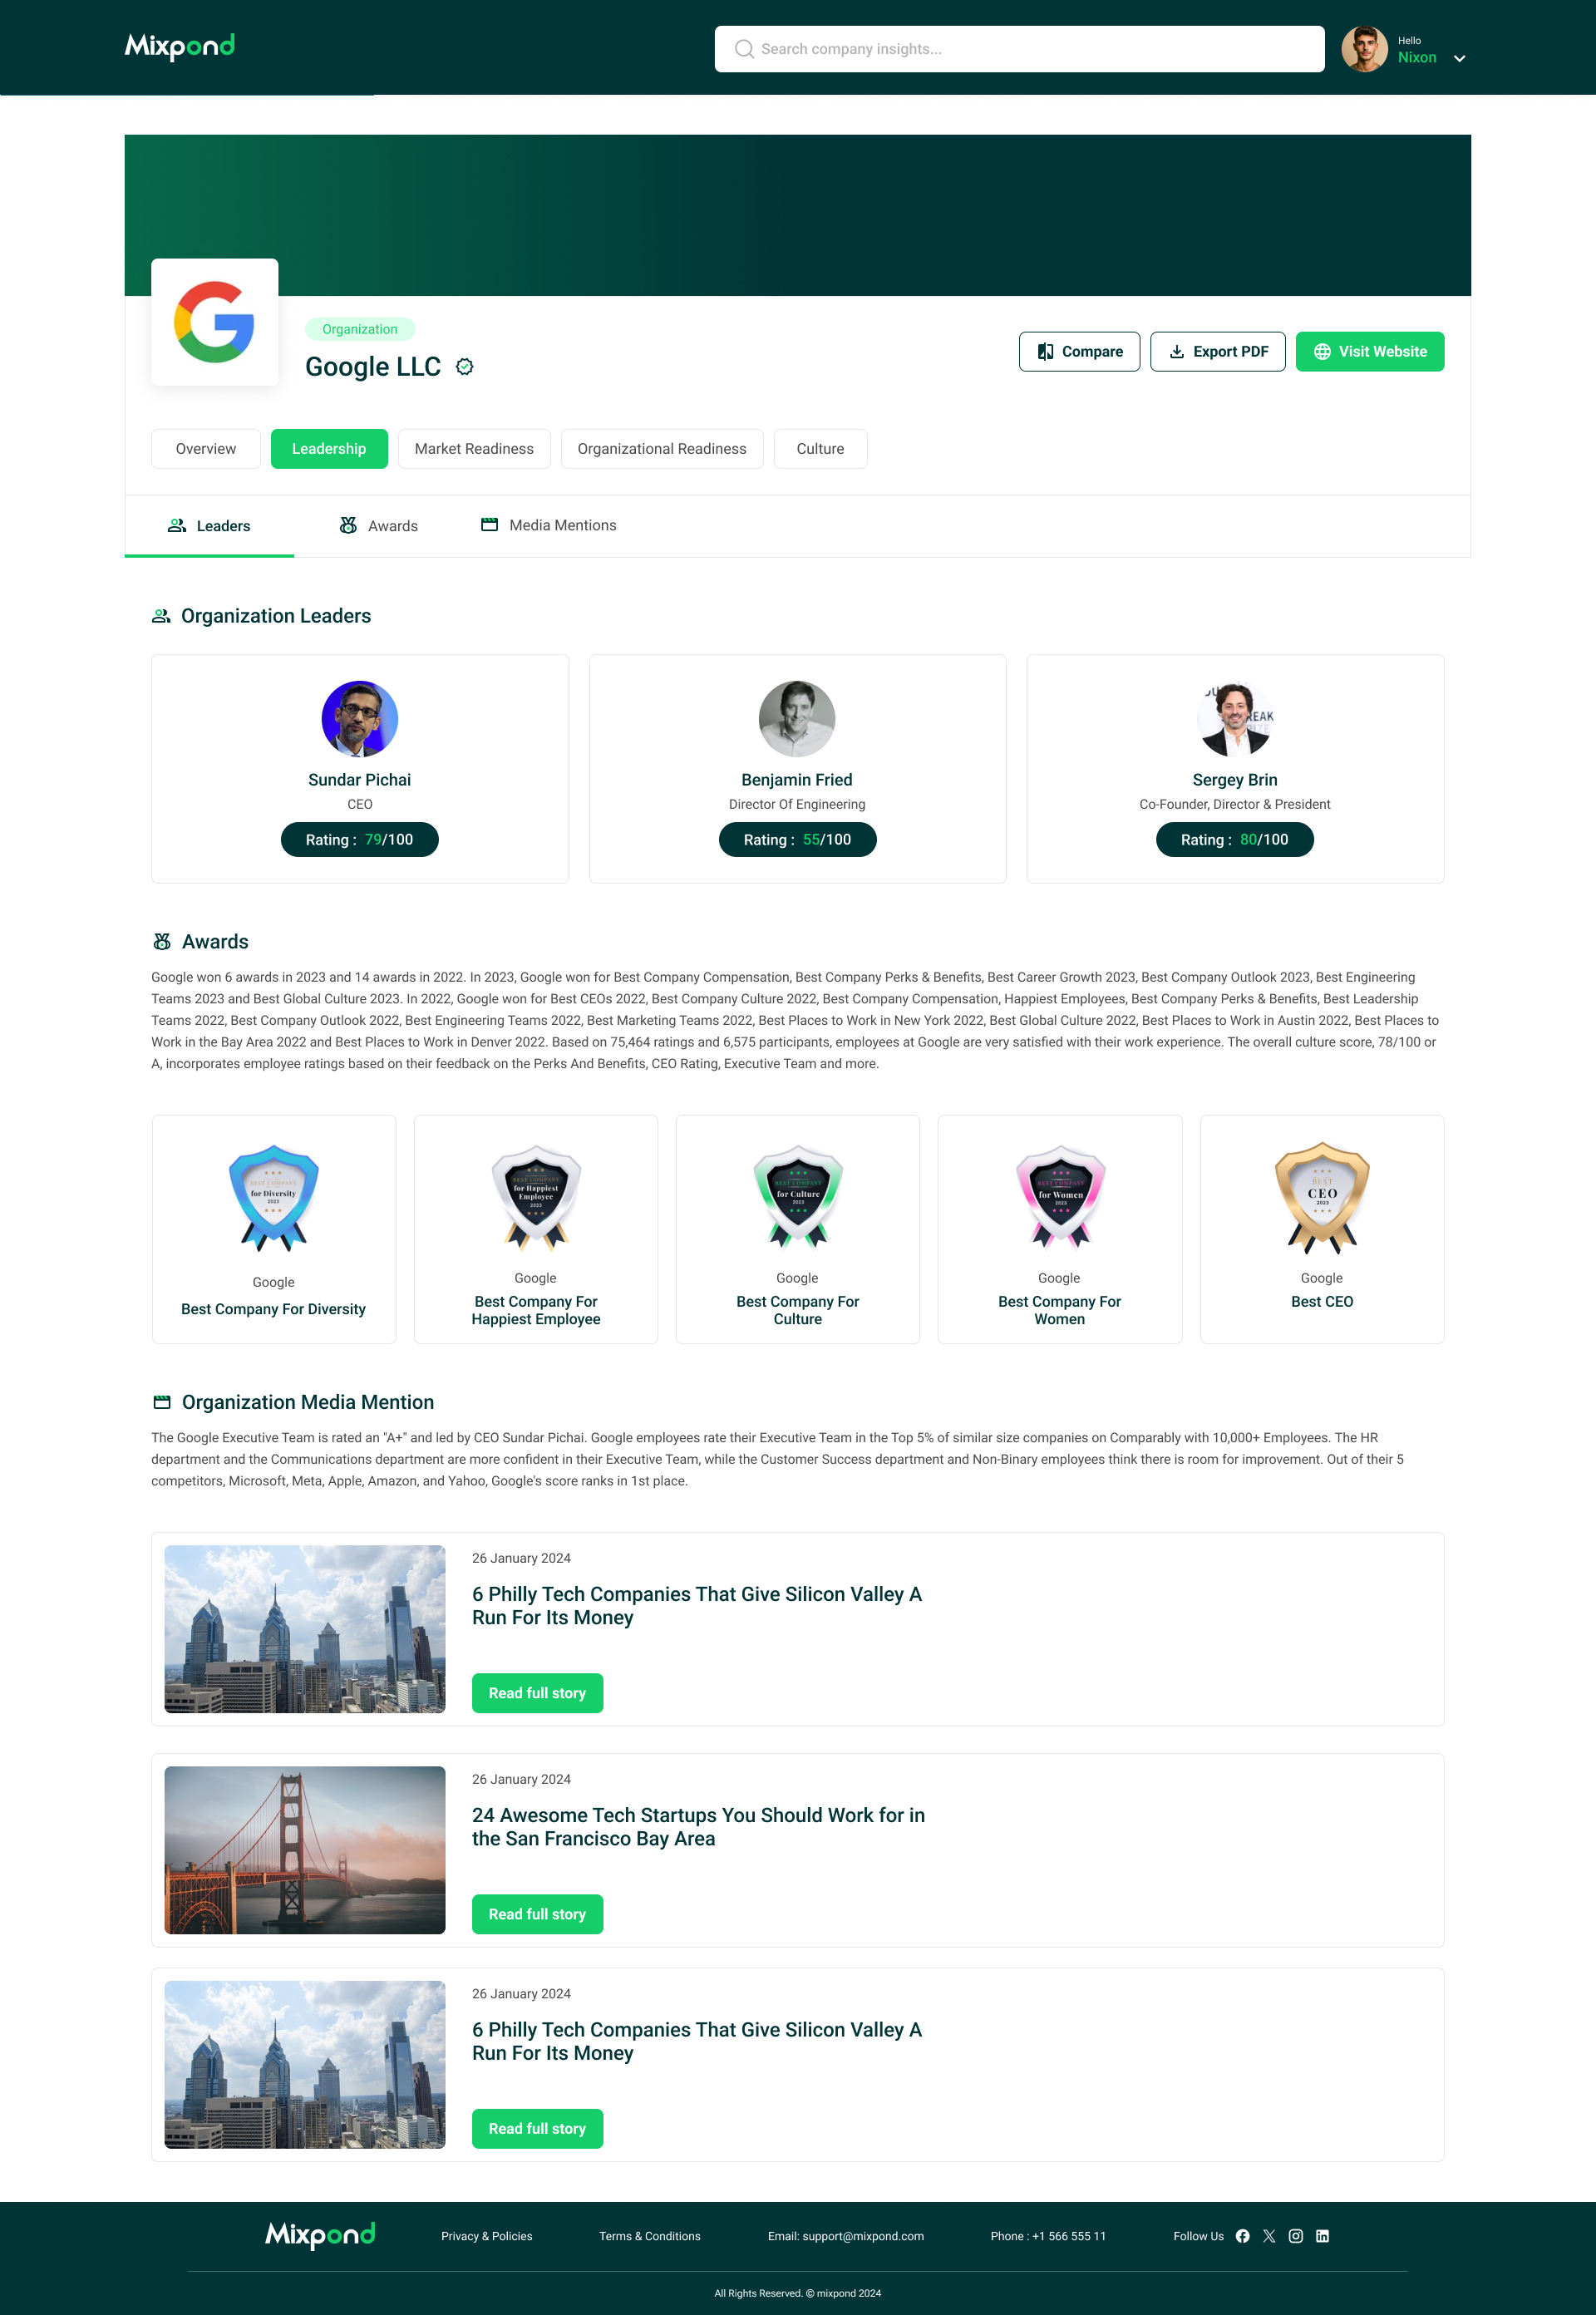 Mixpond
Search company insights...
Hello
Nixon
Organization
Google LLC
Compare
Export PDF
Visit Website
Overview
Leadership
Market Readiness
Organizational Readiness
Culture
Leaders
Awards
Media Mentions
Organization Leaders
Sundar Pichai
CEO
Rating : 79/100
Benjamin Fried
Director Of Engineering
Rating : 55/100
Sergey Brin
Co-Founder, Director & President
Rating : 80/100
Awards
Google won 6 awards in 2023 and 14 awards in 2022. In 2023, Google won for Best Company Compensation, Best Company Perks & Benefits, Best Career Growth 2023, Best Company Outlook 2023, Best Engineering
Teams 2023 and Best Global Culture 2023. In 2022, Google won for Best CEOs 2022, Best Company Culture 2022, Best Company Compensation, Happiest Employees, Best Company Perks & Benefits, Best Leadership
Teams 2022, Best Company Outlook 2022, Best Engineering Teams 2022, Best Marketing Teams 2022, Best Places to Work in New York 2022, Best Global Culture 2022, Best Places to Work in Austin 2022, Best Places to
Work in the Bay Area 2022 and Best Places to Work in Denver 2022. Based on 75,464 ratings and 6,575 participants, employees at Google are very satisfied with their work experience. The overall culture score, 78/100 or
A, incorporates employee ratings based on their feedback on the Perks And Benefits, CEO Rating, Executive Team and more.
BEST COMPANY
for Diversity
2023
Google
Best Company For Diversity
BEST COMPANY
for Happiest
Employee
2023
Google
Best Company For
Happiest Employee
BEST COMPANY
for Culture
2023
Google
Best Company For
Culture
BEST COMPANY
for Women
2023
Google
Best Company For
Women
BEST
CEO
2023
Google
Best CEO
Organization Media Mention
The Google Executive Team is rated an "A+" and led by CEO Sundar Pichai. Google employees rate their Executive Team in the Top 5% of similar size companies on Comparably with 10,000+ Employees. The HR
department and the Communications department are more confident in their Executive Team, while the Customer Success department and Non-Binary employees think there is room for improvement. Out of their 5
competitors, Microsoft, Meta, Apple, Amazon, and Yahoo, Google's score ranks in 1st place.
26 January 2024
6 Philly Tech Companies That Give Silicon Valley A
Run For Its Money
Read full story
26 January 2024
24 Awesome Tech Startups You Should Work for in
the San Francisco Bay Area
Read full story
26 January 2024
6 Philly Tech Companies That Give Silicon Valley A
Run For Its Money
Read full story
Mixpond
Privacy & Policies
Terms & Conditions
Email: support@mixpond.com
Phone : +1 566 555 11
Follow Us
All Rights Reserved. © mixpond 2024